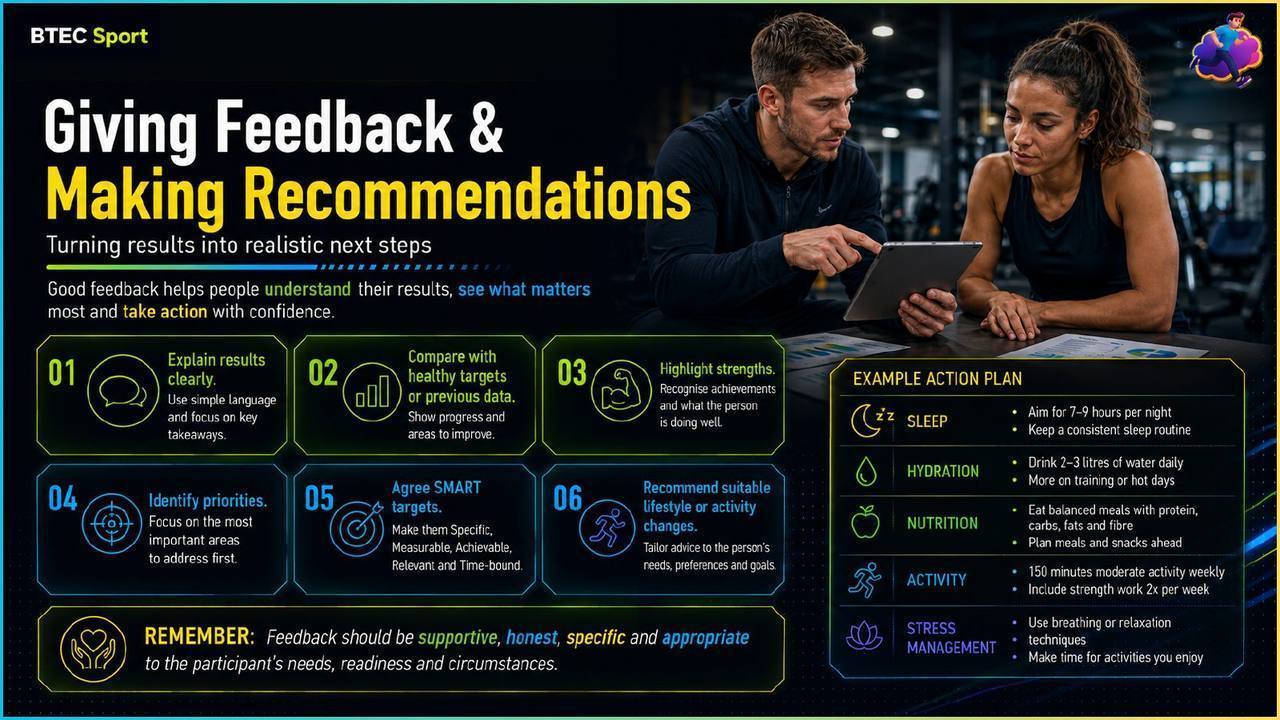 BTEC Sport
Giving Feedback &
Making Recommendations
Turning results into realistic next steps
Good feedback helps people understand their results, see what matters
most and take action with confidence.
01
Explain results
clearly.
Use simple language
and focus on key
takeaways.
02
Compare with
healthy targets
or previous data.
Show progress and
areas to improve.
03
Highlight strengths.
Recognise achievements
and what the person
is doing well.
04
Identify priorities.
Focus on the most
important areas
to address first.
05
Agree SMART
targets.
Make them Specific,
Measurable, Achievable,
Relevant and Time-bound.
06
Recommend suitable
lifestyle or activity
changes.
Tailor advice to the person's
needs, preferences and goals.
REMEMBER: Feedback should be supportive, honest, specific and appropriate
to the participant's needs, readiness and circumstances.
EXAMPLE ACTION PLAN
zzz
SLEEP
• Aim for 7–9 hours per night
• Keep a consistent sleep routine
HYDRATION
• Drink 2–3 litres of water daily
• More on training or hot days
NUTRITION
• Eat balanced meals with protein,
carbs, fats and fibre
• Plan meals and snacks ahead
ACTIVITY
• 150 minutes moderate activity weekly
• Include strength work 2x per week
STRESS
MANAGEMENT
• Use breathing or relaxation
• techniques
• Make time for activities you enjoy